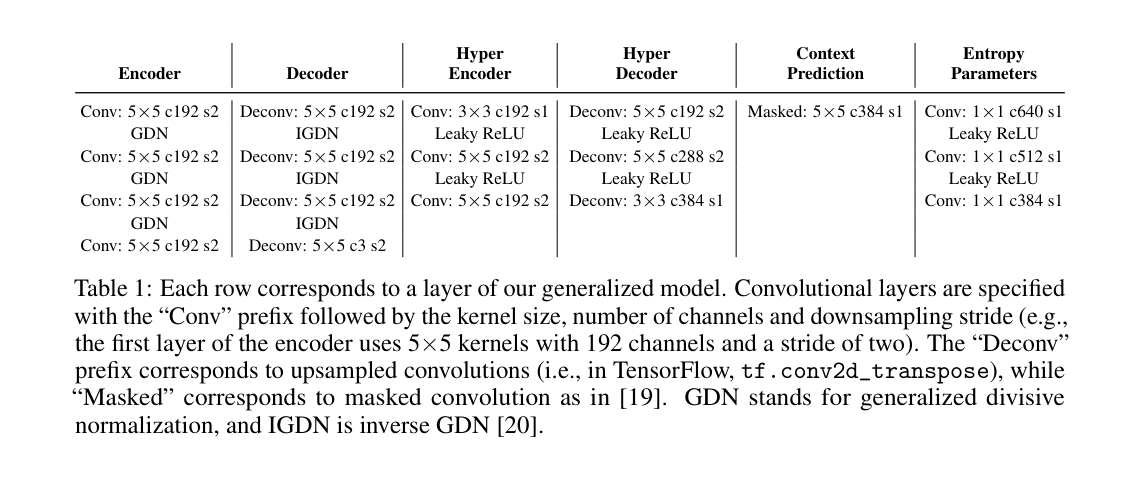 Encoder | Decoder | Hyper Encoder | Hyper Decoder | Context Prediction | Entropy Parameters
Conv: 5×5 c192 s2 | Deconv: 5×5 c192 s2 | Conv: 3×3 c192 s1 | Deconv: 5×5 c192 s2 | Masked: 5×5 c384 s1 | Conv: 1×1 c640 s1
GDN | IGDN | Leaky ReLU | Leaky ReLU | | Leaky ReLU
Conv: 5×5 c192 s2 | Deconv: 5×5 c192 s2 | Conv: 5×5 c192 s2 | Deconv: 5×5 c288 s2 | | Conv: 1×1 c512 s1
GDN | IGDN | Leaky ReLU | Leaky ReLU | | Leaky ReLU
Conv: 5×5 c192 s2 | Deconv: 5×5 c192 s2 | Conv: 5×5 c192 s2 | Deconv: 3×3 c384 s1 | | Conv: 1×1 c384 s1
GDN | IGDN | | | |
Conv: 5×5 c192 s2 | Deconv: 5×5 c3 s2 | | | |
Table 1: Each row corresponds to a layer of our generalized model. Convolutional layers are specified
with the “Conv” prefix followed by the kernel size, number of channels and downsampling stride (e.g.,
the first layer of the encoder uses 5×5 kernels with 192 channels and a stride of two). The “Deconv”
prefix corresponds to upsampled convolutions (i.e., in TensorFlow, tf.conv2d_transpose), while
“Masked” corresponds to masked convolution as in [19]. GDN stands for generalized divisive
normalization, and IGDN is inverse GDN [20].